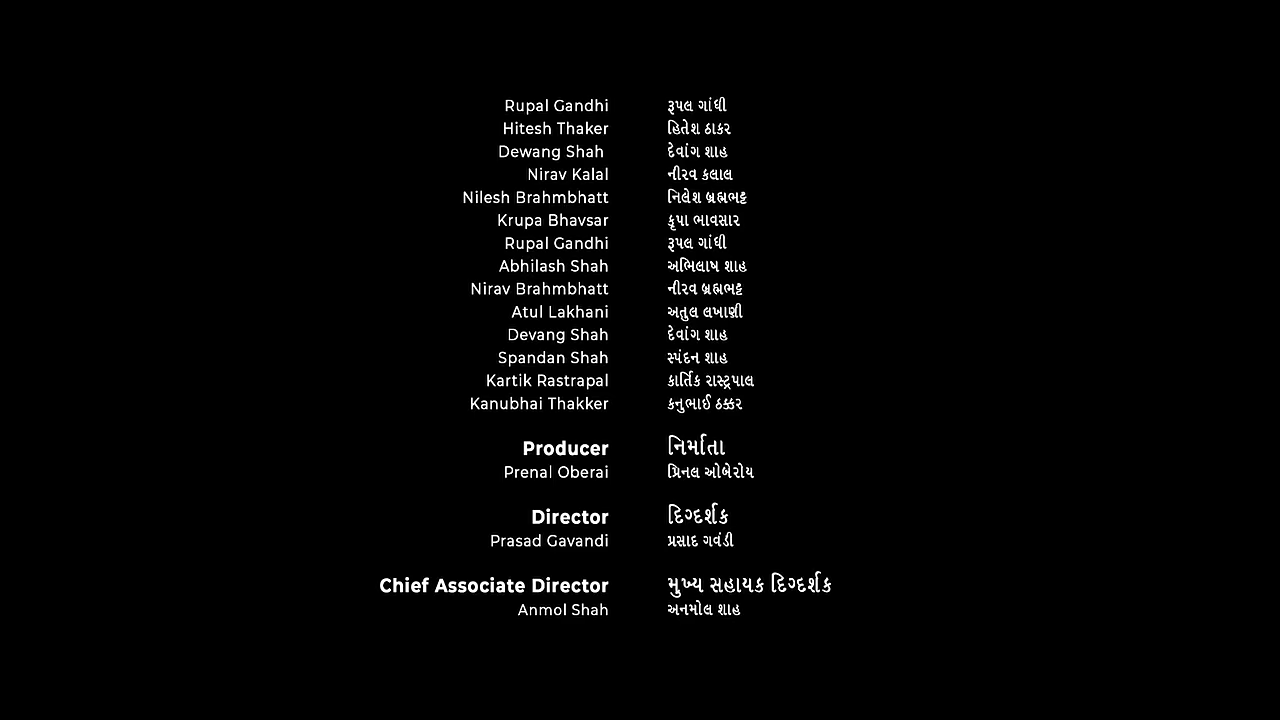 Rupal Gandhi રૂપલ ગાંધી
Hitesh Thaker હિતેશ ઠાકર
Dewang Shah દેવાંગ શાહ
Nirav Kalal નીરવ કલાલ
Nilesh Brahmbhatt નિલેશ બ્રહ્મભટ્ટ
Krupa Bhavsar કૃપા ભાવસાર
Rupal Gandhi રૂપલ ગાંધી
Abhilash Shah અભિલાષ શાહ
Nirav Brahmbhatt નીરવ બ્રહ્મભટ્ટ
Atul Lakhani અતુલ લખાણી
Devang Shah દેવાંગ શાહ
Spandan Shah સ્પંદન શાહ
Kartik Rastrapal કાર્તિક રાસ્ટ્રપાલ
Kanubhai Thakker કનુભાઈ ઠક્કર
Producer નિર્માતા
Prenal Oberai પ્રિનલ ઓબેરોય
Director દિગ્દર્શક
Prasad Gavandi પ્રસાદ ગવંડી
Chief Associate Director મુખ્ય સહાયક દિગ્દર્શક
Anmol Shah અનમોલ શાહ